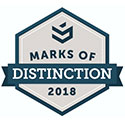 MARKS OF
DISTINCTION
2018